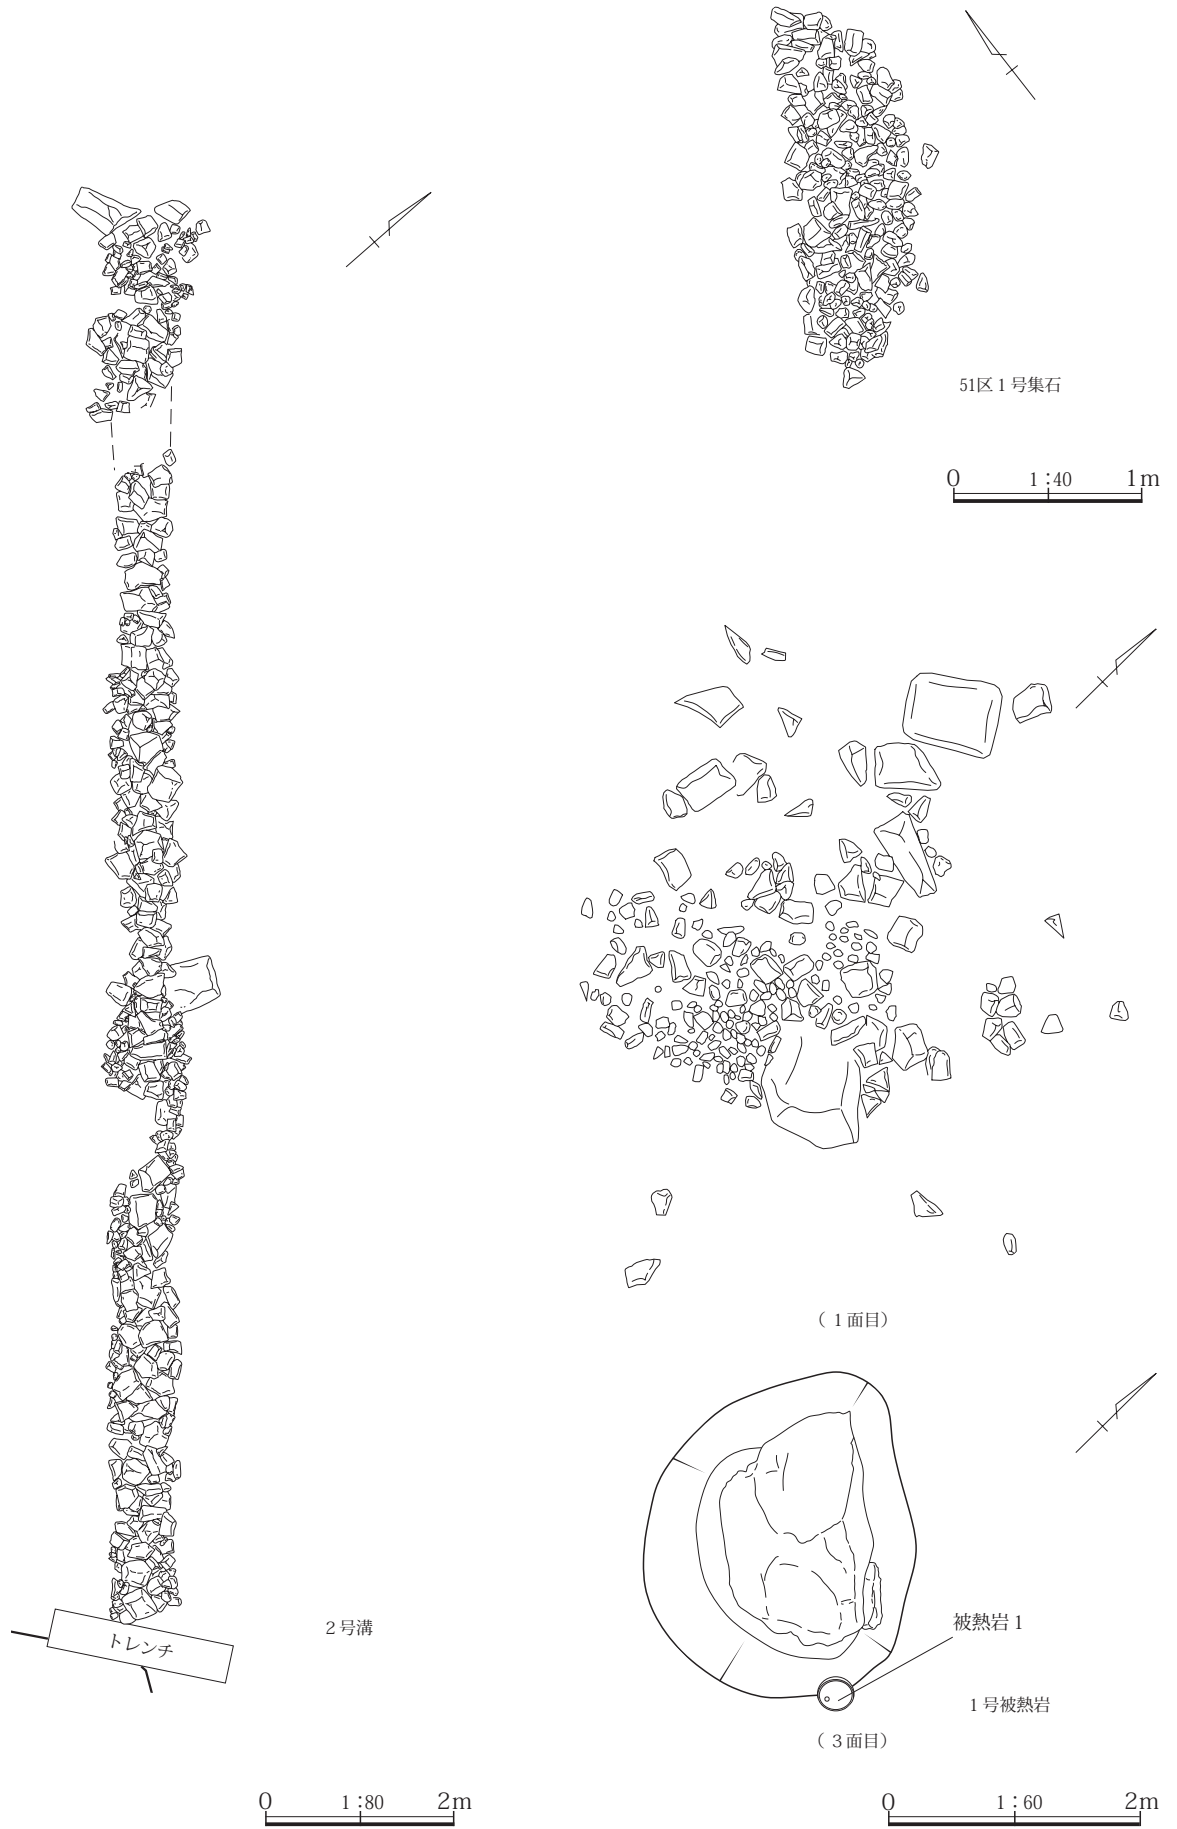 51区1号集石
0 1:40 1m
（1面目）
被熱岩1
トレンチ
2号溝
1号被熱岩
（3面目）
0 1:80 2m
0 1:60 2m